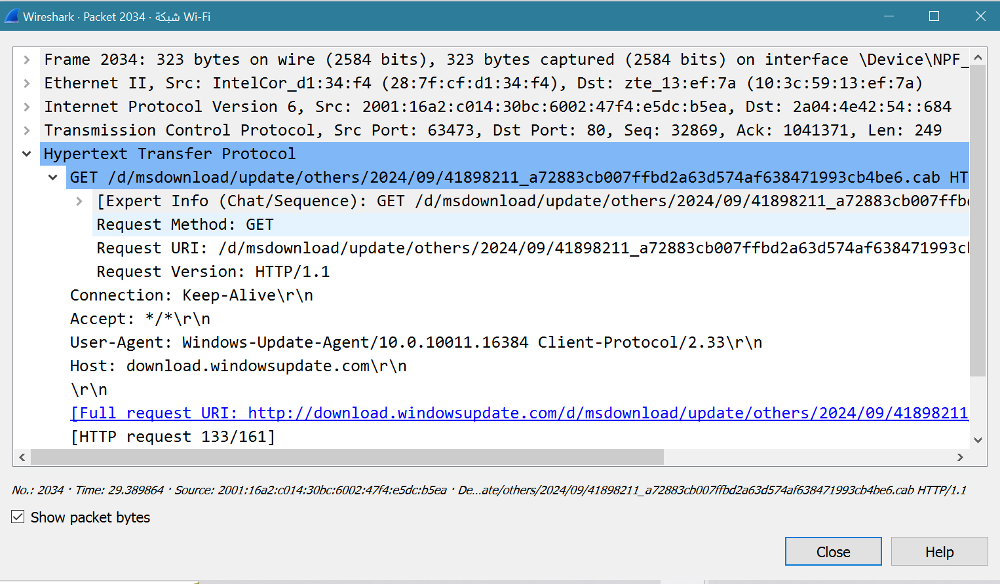 Wireshark · Packet 2034 · شبكة Wi-Fi
Frame 2034: 323 bytes on wire (2584 bits), 323 bytes captured (2584 bits) on interface \Device\NPF_
Ethernet II, Src: IntelCor_d1:34:f4 (28:7f:cf:d1:34:f4), Dst: zte_13:ef:7a (10:3c:59:13:ef:7a)
Internet Protocol Version 6, Src: 2001:16a2:c014:30bc:6002:47f4:e5dc:b5ea, Dst: 2a04:4e42:54::684
Transmission Control Protocol, Src Port: 63473, Dst Port: 80, Seq: 32869, Ack: 1041371, Len: 249
Hypertext Transfer Protocol
GET /d/msdownload/update/others/2024/09/41898211_a72883cb007ffbd2a63d574af638471993cb4be6.cab HT
[Expert Info (Chat/Sequence): GET /d/msdownload/update/others/2024/09/41898211_a72883cb007ffbd
Request Method: GET
Request URI: /d/msdownload/update/others/2024/09/41898211_a72883cb007ffbd2a63d574af638471993cb
Request Version: HTTP/1.1
Connection: Keep-Alive\r\n
Accept: */*\r\n
User-Agent: Windows-Update-Agent/10.0.10011.16384 Client-Protocol/2.33\r\n
Host: download.windowsupdate.com\r\n
\r\n
[Full request URI: http://download.windowsupdate.com/d/msdownload/update/others/2024/09/41898211
[HTTP request 133/161]
No.: 2034 · Time: 29.389864 · Source: 2001:16a2:c014:30bc:6002:47f4:e5dc:b5ea · De...ate/others/2024/09/41898211_a72883cb007ffbd2a63d574af638471993cb4be6.cab HTTP/1.1
Show packet bytes
Close
Help